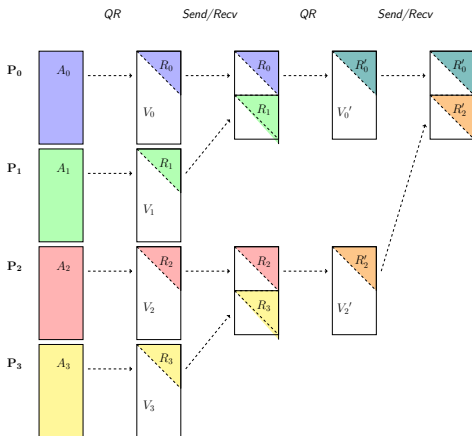 QR Send/Recv QR Send/Recv
P₀ A₀ R₀ R₀ R′₀ R′₀
V₀ R₁ V₀′ R′₂
P₁ A₁ R₁
V₁
P₂ A₂ R₂ R₂ R′₂
V₂ R₃ V₂′
P₃ A₃ R₃
V₃